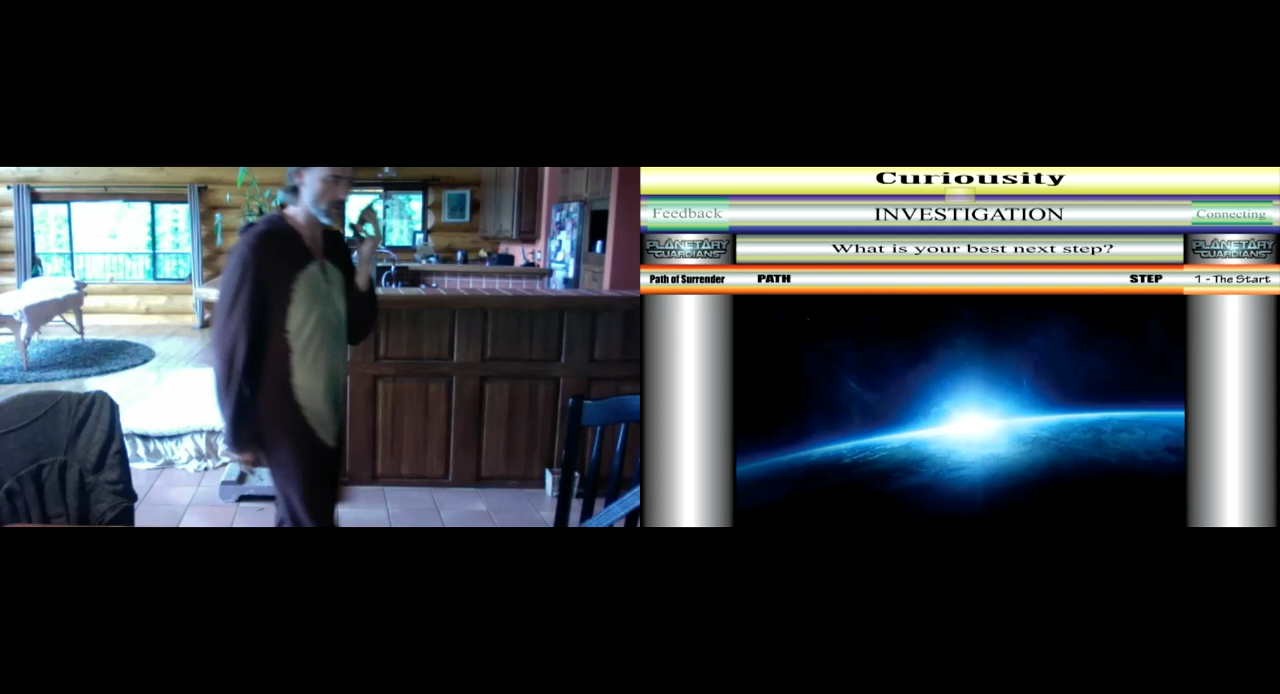 Curiousity
Feedback
INVESTIGATION
Connecting
PLANETARY
GUARDIANS
What is your best next step?
PLANETARY
GUARDIANS
Path of Surrender
PATH
STEP
1 - The Start